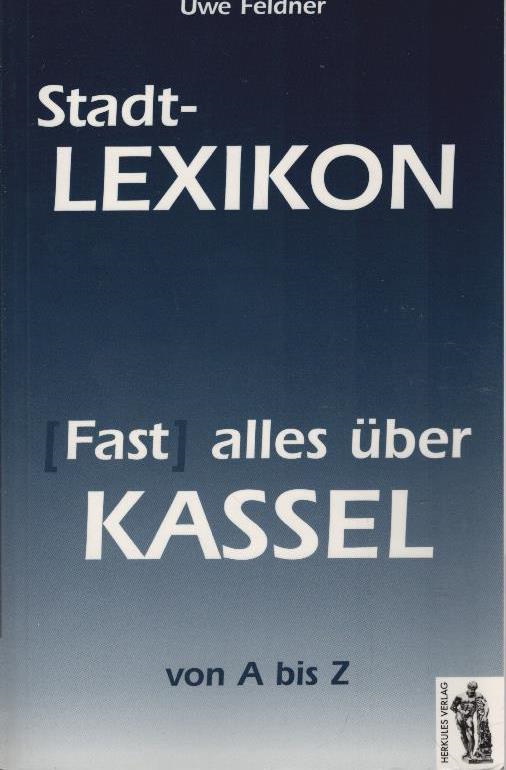 Uwe Feldner
Stadt-
LEXIKON
[Fast] alles über
KASSEL
von A bis Z
HERKULES VERLAG